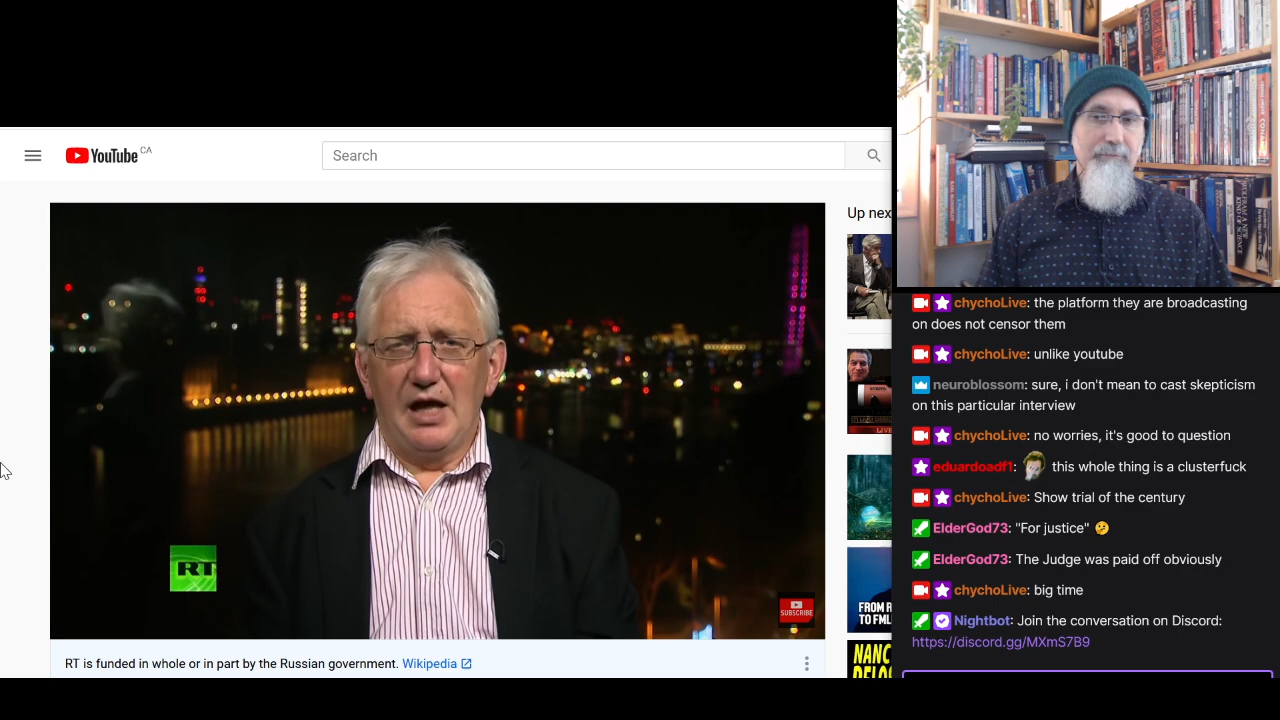 YouTube CA
Search
Up nex
RT
SUBSCRIBE
RT is funded in whole or in part by the Russian government. Wikipedia
FROM R
TO FML
NANC
PELO
LIVE
chychoLive: the platform they are broadcasting
on does not censor them
chychoLive: unlike youtube
neuroblossom: sure, i don't mean to cast skepticism
on this particular interview
chychoLive: no worries, it's good to question
eduardoadf1: this whole thing is a clusterfuck
chychoLive: Show trial of the century
ElderGod73: "For justice" 🤔
ElderGod73: The Judge was paid off obviously
chychoLive: big time
Nightbot: Join the conversation on Discord:
https://discord.gg/MXmS7B9